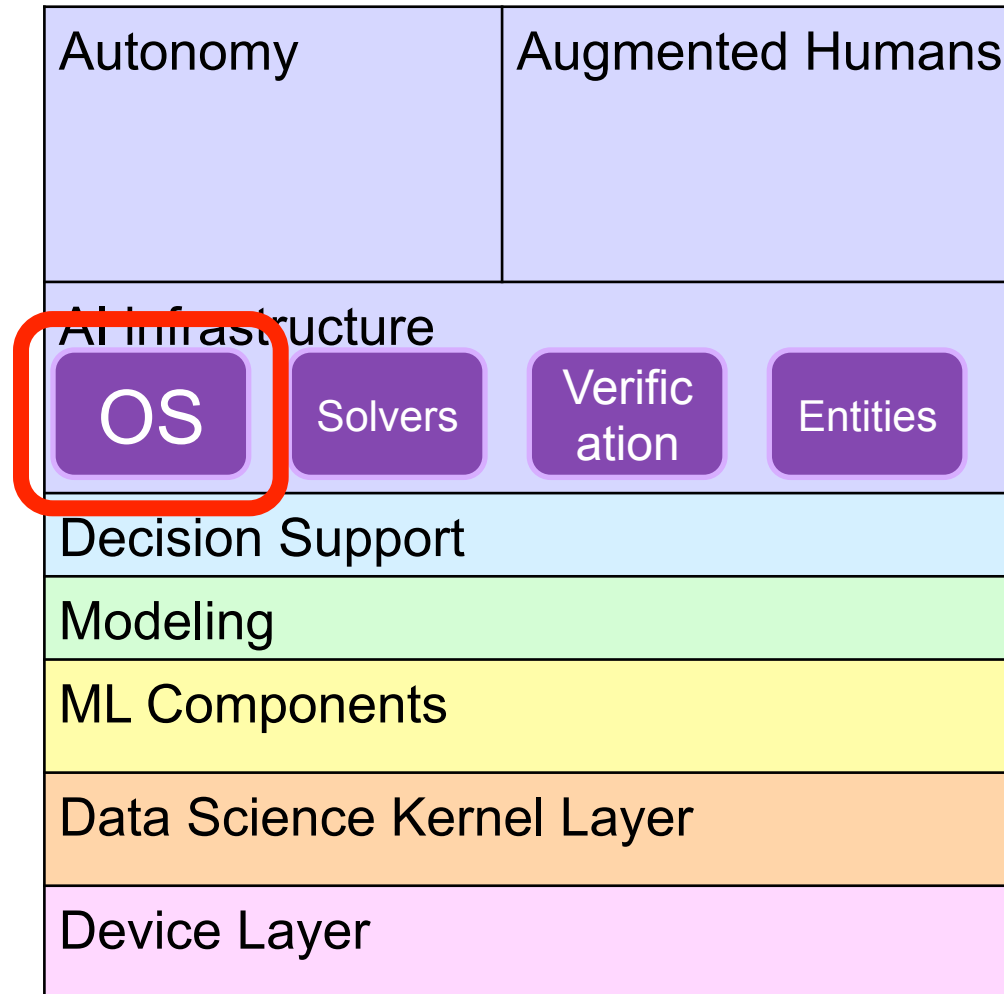 Autonomy
Augmented Humans
AI Infrastructure
OS
Solvers
Verific
ation
Entities
Decision Support
Modeling
ML Components
Data Science Kernel Layer
Device Layer